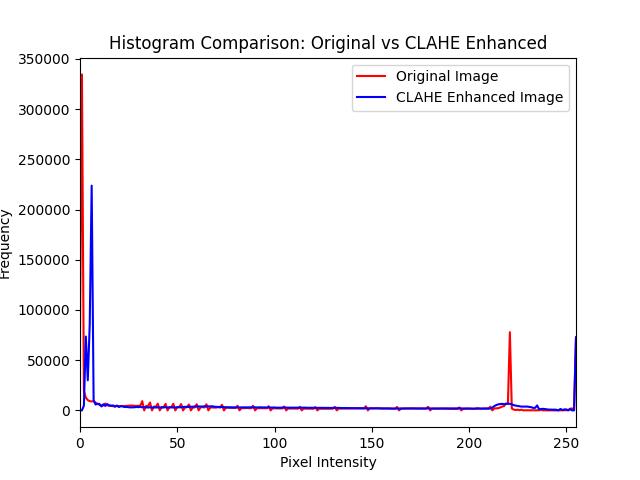 Histogram Comparison: Original vs CLAHE Enhanced
350000
300000
250000
200000
150000
100000
50000
0
Frequency
Original Image
CLAHE Enhanced Image
0 50 100 150 200 250
Pixel Intensity